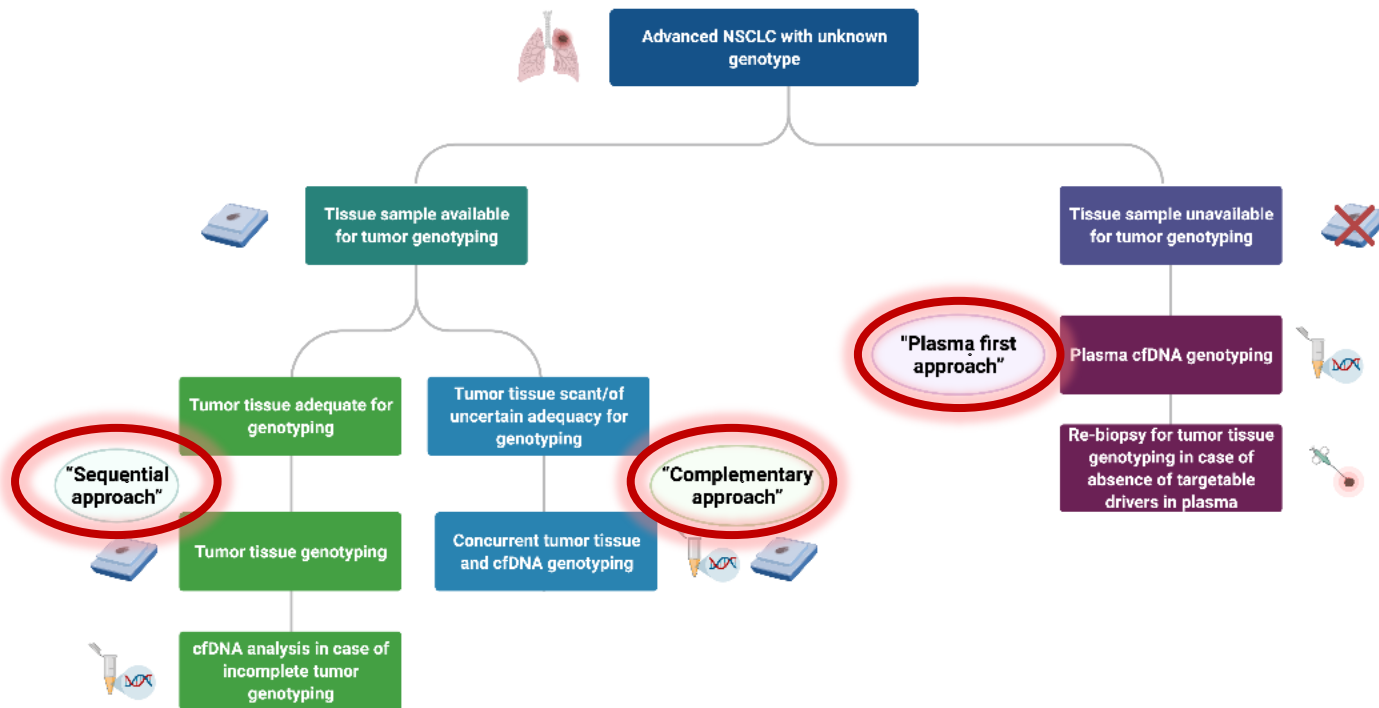 Advanced NSCLC with unknown
genotype
Tissue sample available
for tumor genotyping
Tissue sample unavailable
for tumor genotyping
"Plasma first
approach"
Plasma cfDNA genotyping
Tumor tissue adequate for
genotyping
Tumor tissue scant/of
uncertain adequacy for
genotyping
Re-biopsy for tumor tissue
genotyping in case of
absence of targetable
drivers in plasma
"Sequential
approach"
"Complementary
approach"
Tumor tissue genotyping
Concurrent tumor tissue
and cfDNA genotyping
cfDNA analysis in case of
incomplete tumor
genotyping